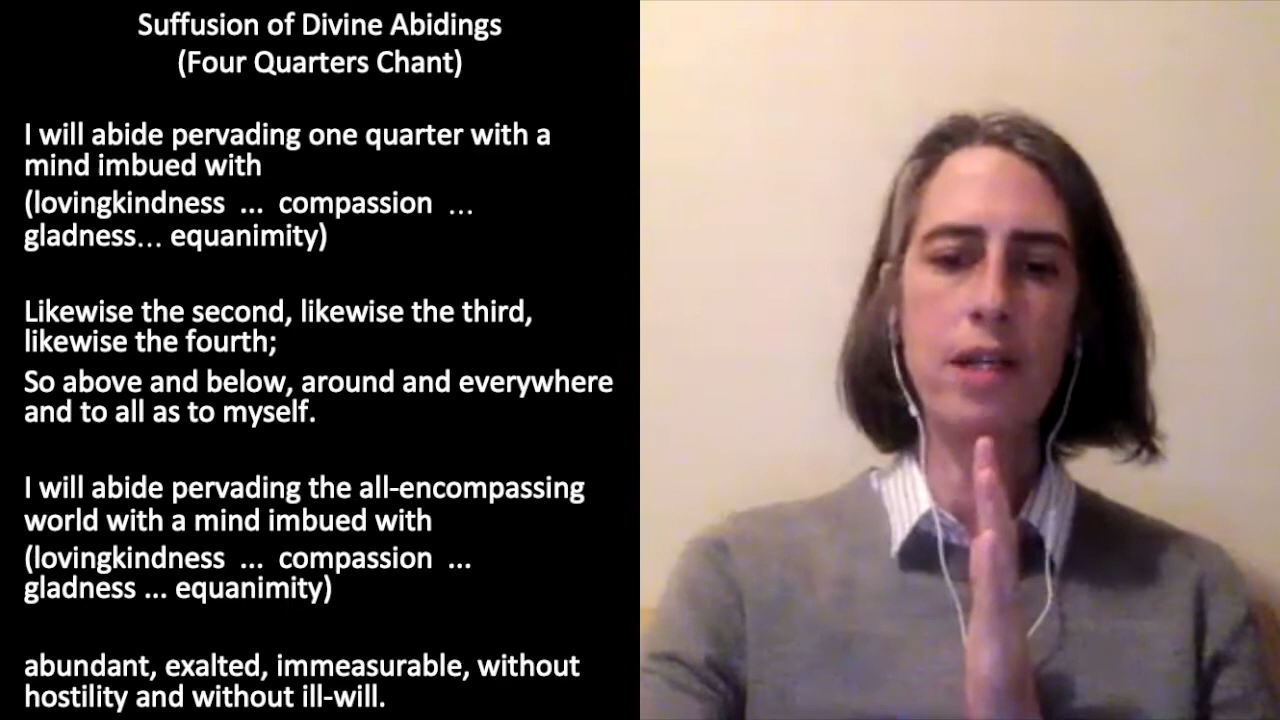 Suffusion of Divine Abidings
(Four Quarters Chant)
I will abide pervading one quarter with a
mind imbued with
(lovingkindness ... compassion ...
gladness... equanimity)
Likewise the second, likewise the third,
likewise the fourth;
So above and below, around and everywhere
and to all as to myself.
I will abide pervading the all-encompassing
world with a mind imbued with
(lovingkindness ... compassion ...
gladness ... equanimity)
abundant, exalted, immeasurable, without
hostility and without ill-will.